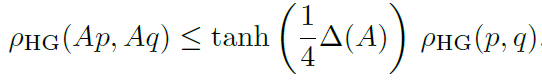 ρ_HG(Ap, Aq) ≤ tanh (1/4 Δ(A)) ρ_HG(p, q).